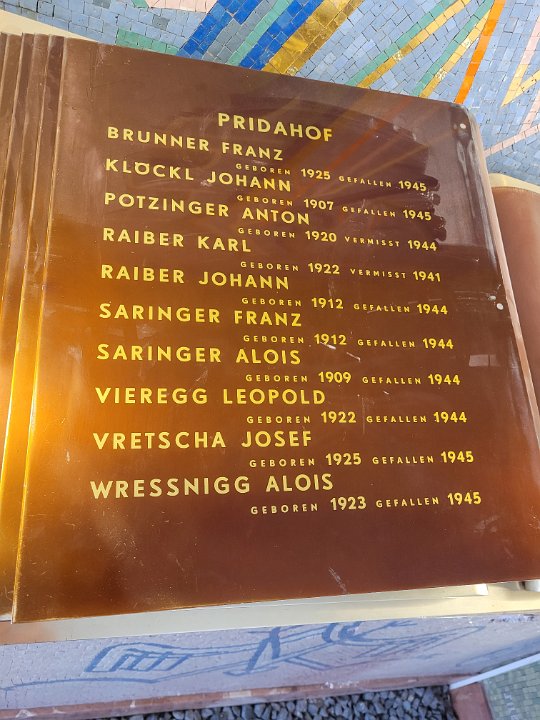 PRIDAHOF
BRUNNER FRANZ
GEBOREN 1925 GEFALLEN 1945
KLÖCKL JOHANN
GEBOREN 1907 GEFALLEN 1945
POTZINGER ANTON
GEBOREN 1920 VERMISST 1944
RAIBER KARL
GEBOREN 1922 VERMISST 1941
RAIBER JOHANN
GEBOREN 1912 GEFALLEN 1944
SARINGER FRANZ
GEBOREN 1912 GEFALLEN 1944
SARINGER ALOIS
GEBOREN 1909 GEFALLEN 1944
VIEREGG LEOPOLD
GEBOREN 1922 GEFALLEN 1944
VRETSCHA JOSEF
GEBOREN 1925 GEFALLEN 1945
WRESSNIGG ALOIS
GEBOREN 1923 GEFALLEN 1945